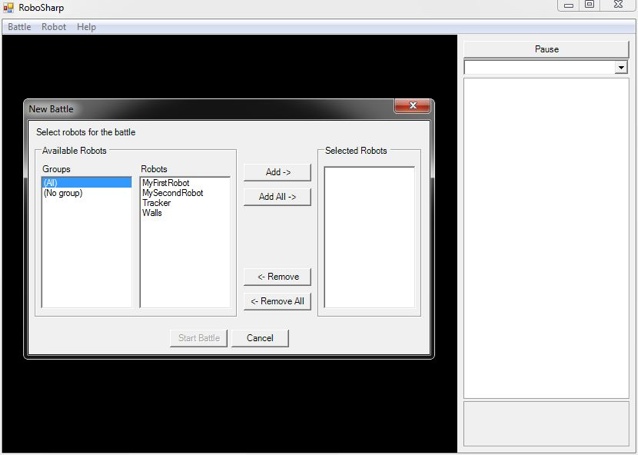 RoboSharp
Battle Robot Help
Pause
New Battle
Select robots for the battle
Available Robots
Groups
(All)
(No group)
Robots
MyFirstRobot
MySecondRobot
Tracker
Walls
Add ->
Add All ->
<- Remove
<- Remove All
Selected Robots
Start Battle
Cancel